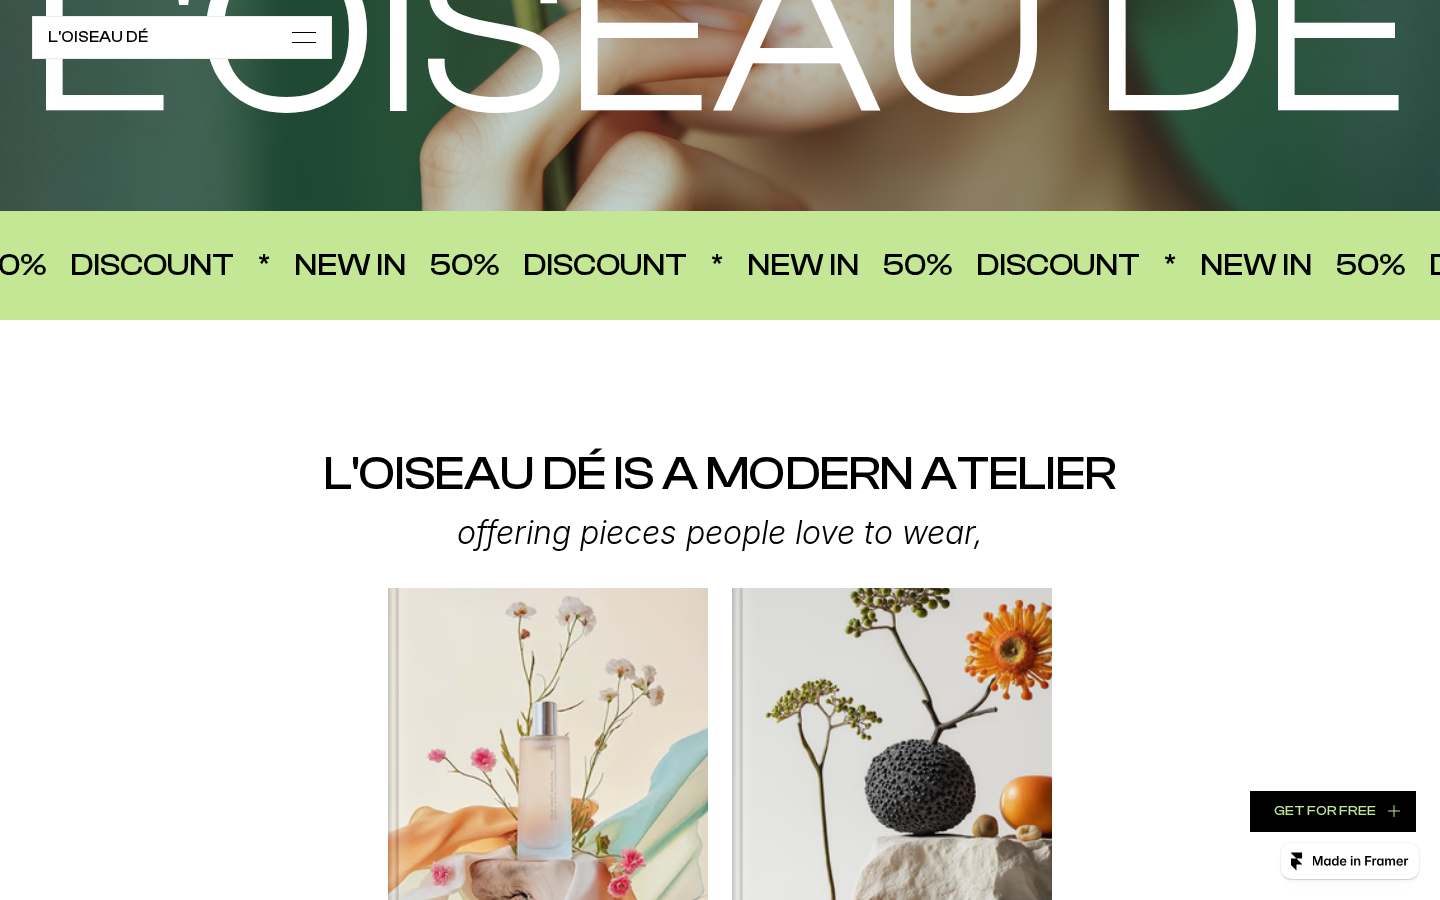 L'OISEAU DÉ
L'OISEAU DÉ
0% DISCOUNT * NEW IN 50% DISCOUNT * NEW IN 50% DISCOUNT * NEW IN 50% D
L'OISEAU DÉ IS A MODERN ATELIER
offering pieces people love to wear,
GET FOR FREE
Made in Framer